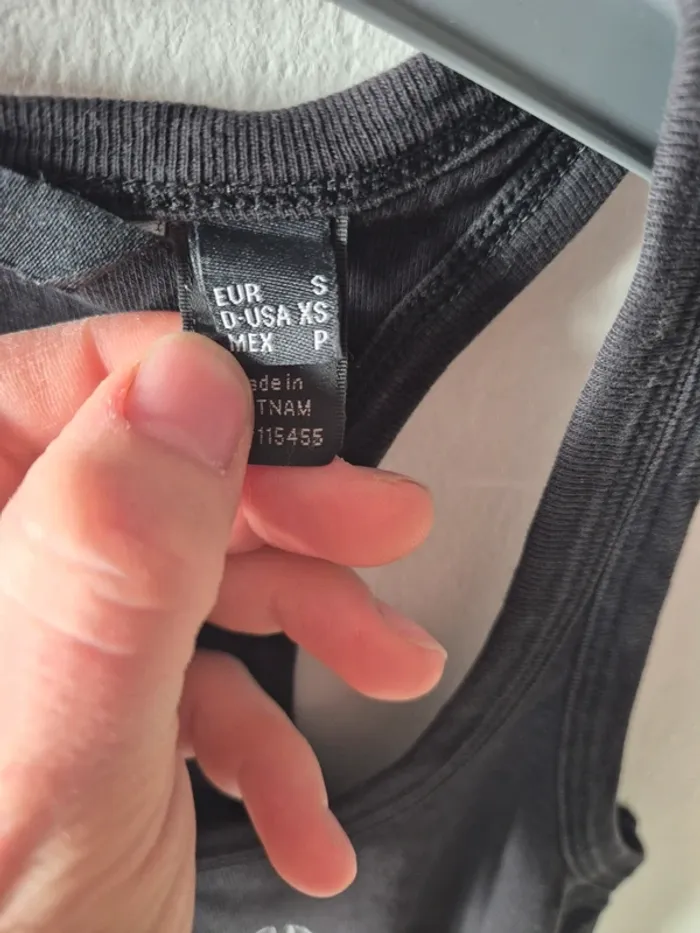 EUR S
D-USA XS
MEX P
ade in
TNAM
115455